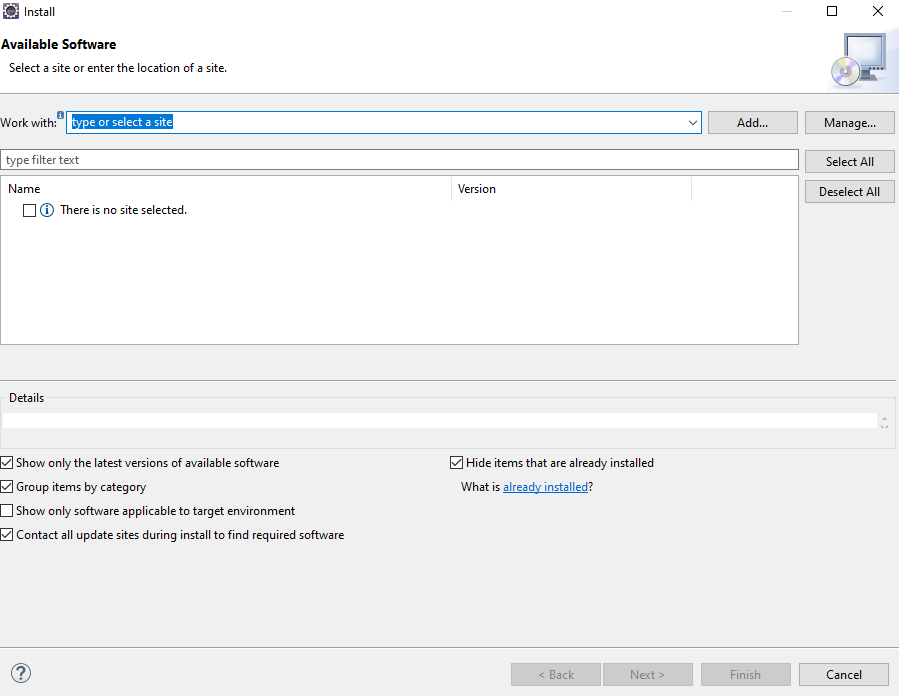 Install
Available Software
Select a site or enter the location of a site.
Work with: type or select a site Add... Manage...
type filter text Select All
Name Version Deselect All
There is no site selected.
Details
Show only the latest versions of available software Hide items that are already installed
Group items by category What is already installed?
Show only software applicable to target environment
Contact all update sites during install to find required software
? < Back Next > Finish Cancel